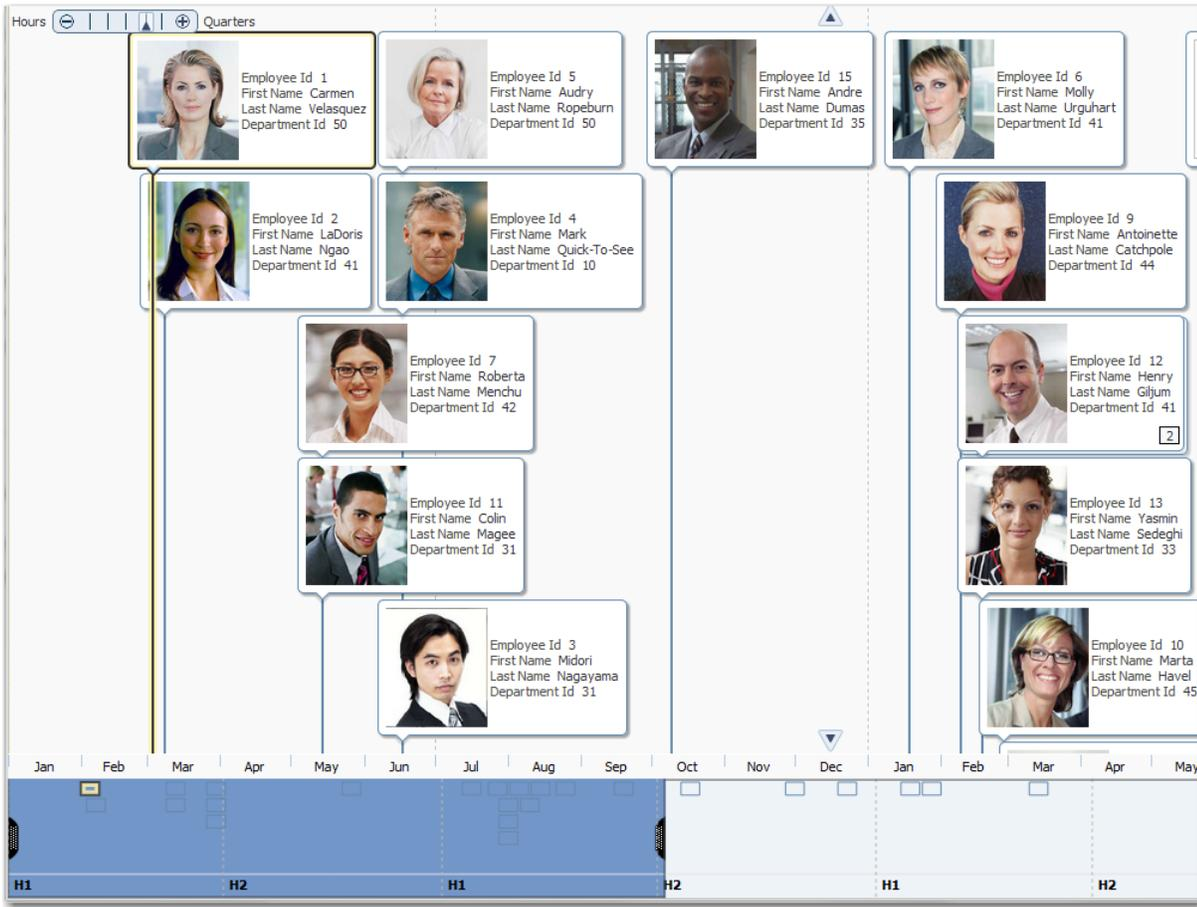 Hours Quarters
Employee Id 1
First Name Carmen
Last Name Velasquez
Department Id 50
Employee Id 5
First Name Audry
Last Name Ropeburn
Department Id 50
Employee Id 15
First Name Andre
Last Name Dumas
Department Id 35
Employee Id 6
First Name Molly
Last Name Urguhart
Department Id 41
Employee Id 2
First Name LaDoris
Last Name Ngao
Department Id 41
Employee Id 4
First Name Mark
Last Name Quick-To-See
Department Id 10
Employee Id 9
First Name Antoinette
Last Name Catchpole
Department Id 44
Employee Id 7
First Name Roberta
Last Name Menchu
Department Id 42
Employee Id 12
First Name Henry
Last Name Giljum
Department Id 41
2
Employee Id 11
First Name Colin
Last Name Magee
Department Id 31
Employee Id 13
First Name Yasmin
Last Name Sedeghi
Department Id 33
Employee Id 3
First Name Midori
Last Name Nagayama
Department Id 31
Employee Id 10
First Name Marta
Last Name Havel
Department Id 45
Jan Feb Mar Apr May Jun Jul Aug Sep Oct Nov Dec Jan Feb Mar Apr May
H1 H2 H1 H2 H1 H2